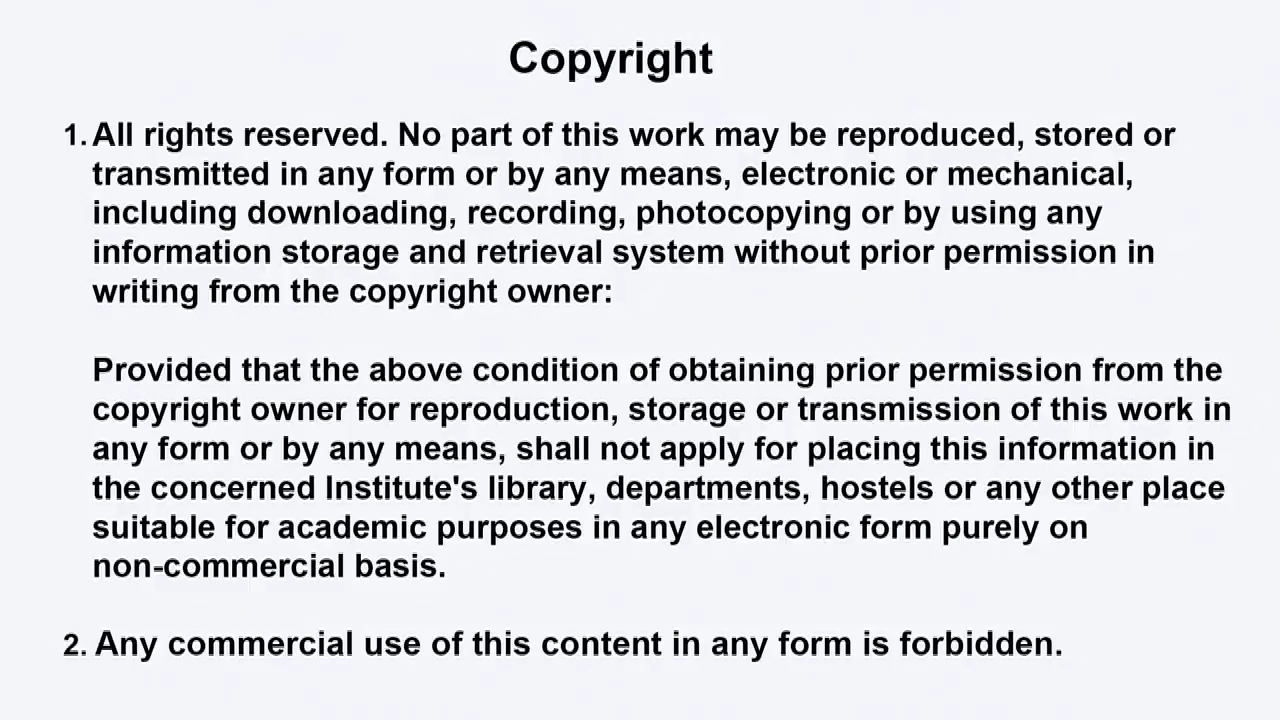 Copyright
1. All rights reserved. No part of this work may be reproduced, stored or
transmitted in any form or by any means, electronic or mechanical,
including downloading, recording, photocopying or by using any
information storage and retrieval system without prior permission in
writing from the copyright owner:
Provided that the above condition of obtaining prior permission from the
copyright owner for reproduction, storage or transmission of this work in
any form or by any means, shall not apply for placing this information in
the concerned Institute's library, departments, hostels or any other place
suitable for academic purposes in any electronic form purely on
non-commercial basis.
2. Any commercial use of this content in any form is forbidden.